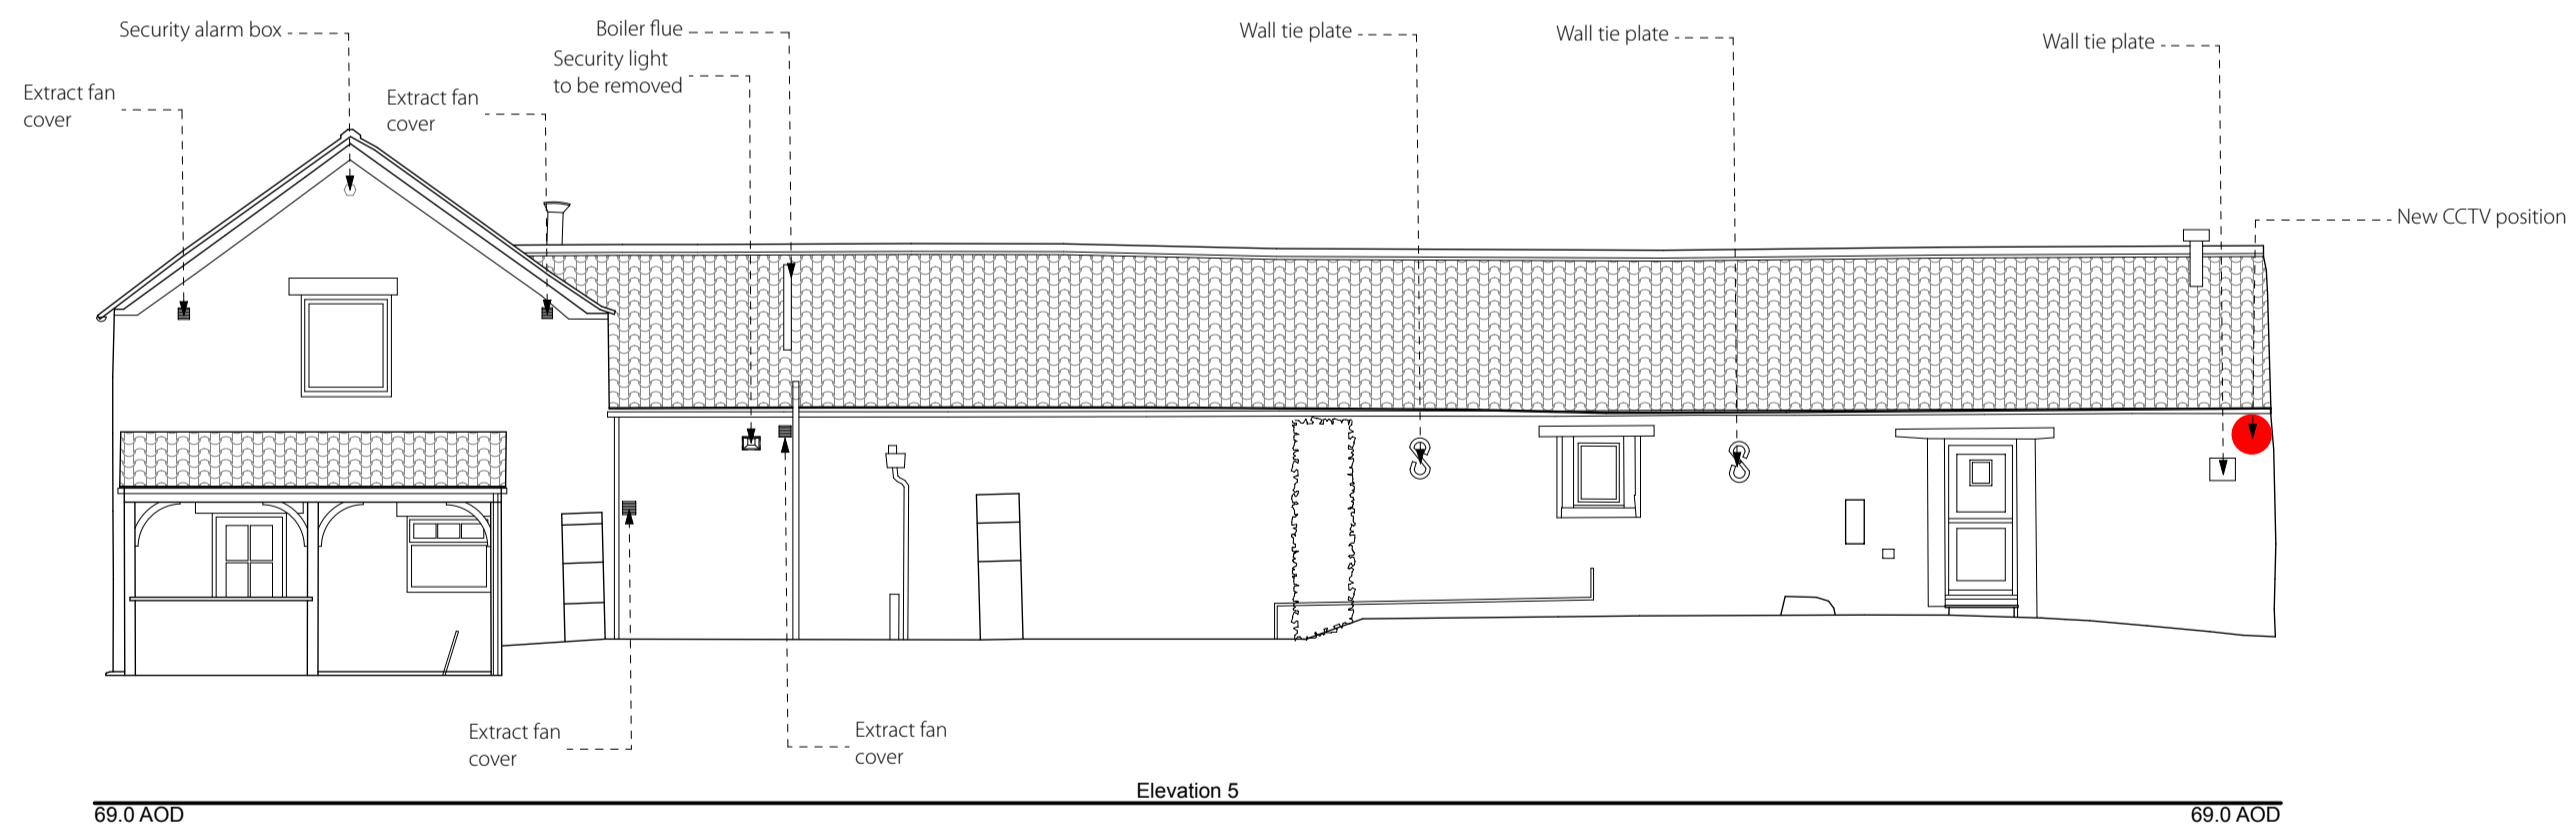 Security alarm box
Boiler flue
Wall tie plate
Wall tie plate
Wall tie plate
Security light
to be removed
Extract fan
cover
Extract fan
cover
New CCTV position
Extract fan
cover
Extract fan
cover
Elevation 5
69.0 AOD
69.0 AOD